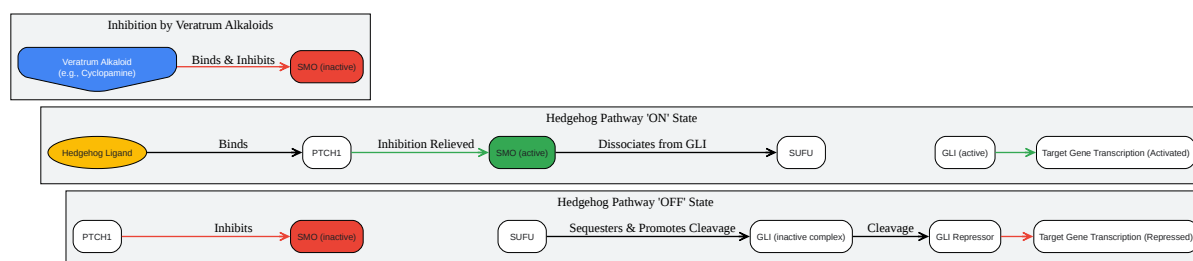 Inhibition by Veratrum Alkaloids
Veratrum Alkaloid
(e.g., Cyclopamine)
Binds & Inhibits
SMO (inactive)
Hedgehog Pathway 'ON' State
Hedgehog Ligand
Binds
PTCH1
Inhibition Relieved
SMO (active)
Dissociates from GLI
SUFU
GLI (active)
Target Gene Transcription (Activated)
Hedgehog Pathway 'OFF' State
PTCH1
Inhibits
SMO (inactive)
SUFU
Sequesters & Promotes Cleavage
GLI (inactive complex)
Cleavage
GLI Repressor
Target Gene Transcription (Repressed)